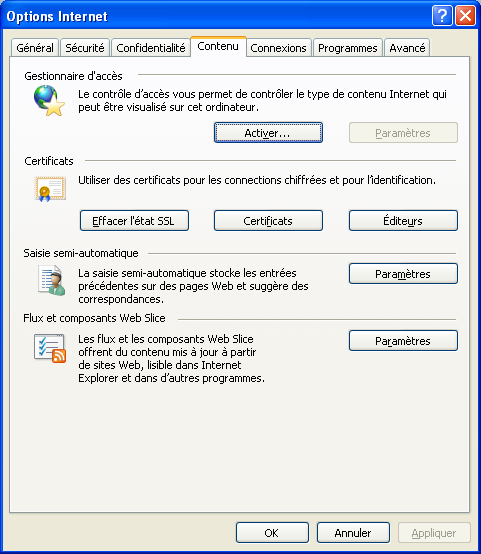 Options Internet
Général Sécurité Confidentialité Contenu Connexions Programmes Avancé
Gestionnaire d'accès
Le contrôle d'accès vous permet de contrôler le type de contenu Internet qui
peut être visualisé sur cet ordinateur.
Activer... Paramètres
Certificats
Utiliser des certificats pour les connections chiffrées et pour l'identification.
Effacer l'état SSL Certificats Éditeurs
Saisie semi-automatique
La saisie semi-automatique stocke les entrées
précédentes sur des pages Web et suggère des
correspondances.
Paramètres
Flux et composants Web Slice
Les flux et les composants Web Slice
offrent du contenu mis à jour à partir
de sites Web, lisible dans Internet
Explorer et dans d'autres programmes.
Paramètres
OK Annuler Appliquer